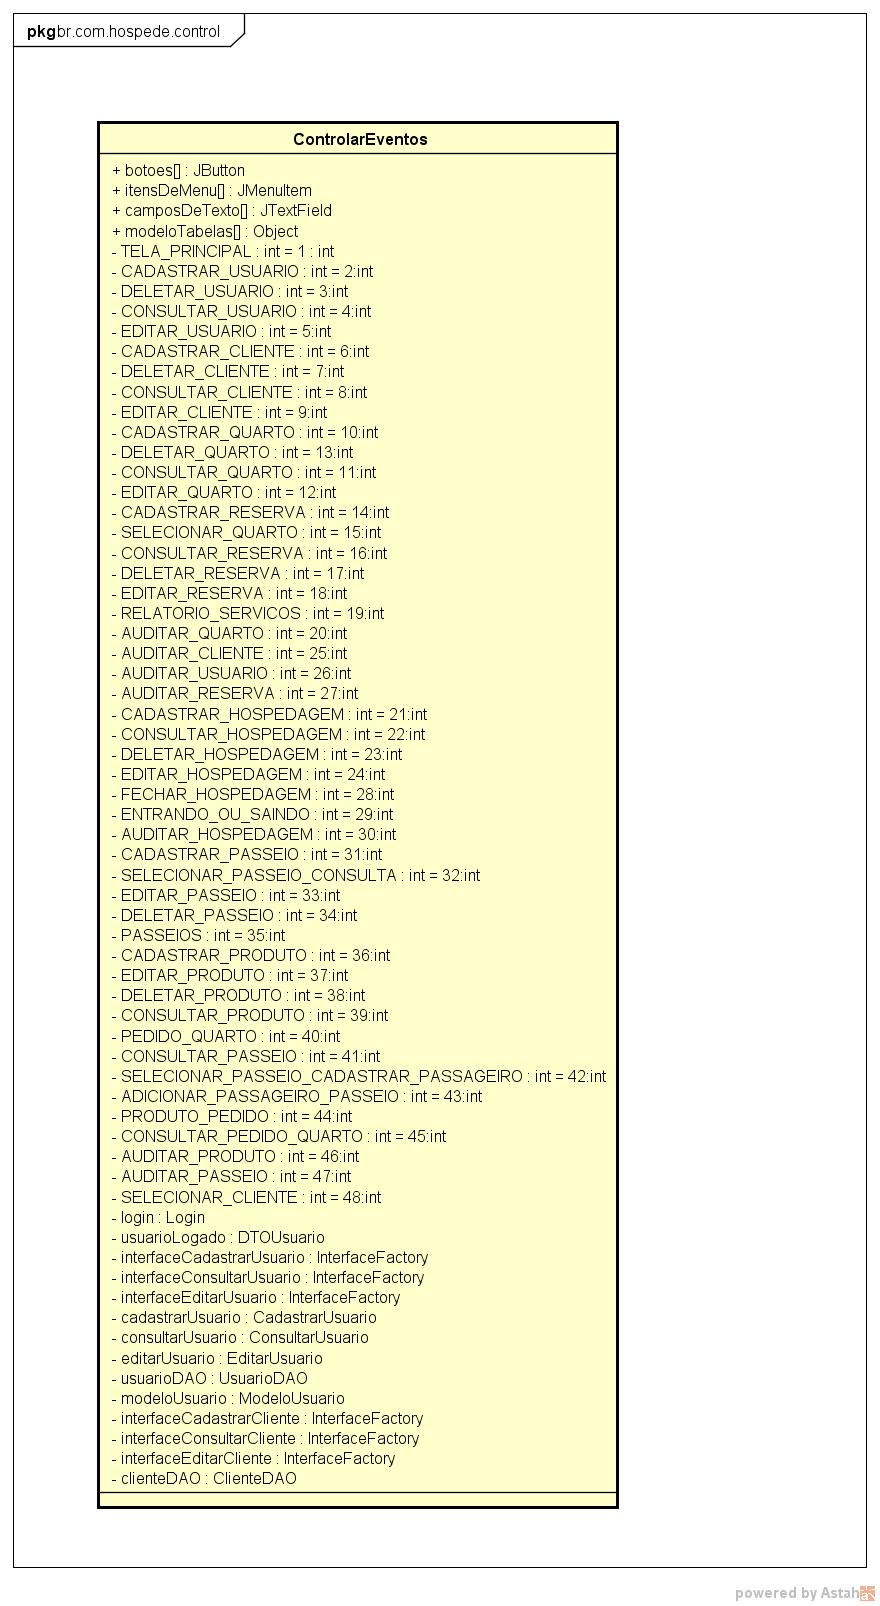 pkgbr.com.hospede.control
ControlarEventos
+ botoes[] : JButton
+ itensDeMenu[] : JMenuItem
+ camposDeTexto[] : JTextField
+ modeloTabelas[] : Object
- TELA_PRINCIPAL : int = 1 : int
- CADASTRAR_USUARIO : int = 2:int
- DELETAR_USUARIO : int = 3:int
- CONSULTAR_USUARIO : int = 4:int
- EDITAR_USUARIO : int = 5:int
- CADASTRAR_CLIENTE : int = 6:int
- DELETAR_CLIENTE : int = 7:int
- CONSULTAR_CLIENTE : int = 8:int
- EDITAR_CLIENTE : int = 9:int
- CADASTRAR_QUARTO : int = 10:int
- DELETAR_QUARTO : int = 13:int
- CONSULTAR_QUARTO : int = 11:int
- EDITAR_QUARTO : int = 12:int
- CADASTRAR_RESERVA : int = 14:int
- SELECIONAR_QUARTO : int = 15:int
- CONSULTAR_RESERVA : int = 16:int
- DELETAR_RESERVA : int = 17:int
- EDITAR_RESERVA : int = 18:int
- RELATORIO_SERVICOS : int = 19:int
- AUDITAR_QUARTO : int = 20:int
- AUDITAR_CLIENTE : int = 25:int
- AUDITAR_USUARIO : int = 26:int
- AUDITAR_RESERVA : int = 27:int
- CADASTRAR_HOSPEDAGEM : int = 21:int
- CONSULTAR_HOSPEDAGEM : int = 22:int
- DELETAR_HOSPEDAGEM : int = 23:int
- EDITAR_HOSPEDAGEM : int = 24:int
- FECHAR_HOSPEDAGEM : int = 28:int
- ENTRANDO_OU_SAINDO : int = 29:int
- AUDITAR_HOSPEDAGEM : int = 30:int
- CADASTRAR_PASSEIO : int = 31:int
- SELECIONAR_PASSEIO_CONSULTA : int = 32:int
- EDITAR_PASSEIO : int = 33:int
- DELETAR_PASSEIO : int = 34:int
- PASSEIOS : int = 35:int
- CADASTRAR_PRODUTO : int = 36:int
- EDITAR_PRODUTO : int = 37:int
- DELETAR_PRODUTO : int = 38:int
- CONSULTAR_PRODUTO : int = 39:int
- PEDIDO_QUARTO : int = 40:int
- CONSULTAR_PASSEIO : int = 41:int
- SELECIONAR_PASSEIO_CADASTRAR_PASSAGEIRO : int = 42:int
- ADICIONAR_PASSAGEIRO_PASSEIO : int = 43:int
- PRODUTO_PEDIDO : int = 44:int
- CONSULTAR_PEDIDO_QUARTO : int = 45:int
- AUDITAR_PRODUTO : int = 46:int
- AUDITAR_PASSEIO : int = 47:int
- SELECIONAR_CLIENTE : int = 48:int
- login : Login
- usuarioLogado : DTOUsuario
- interfaceCadastrarUsuario : InterfaceFactory
- interfaceConsultarUsuario : InterfaceFactory
- interfaceEditarUsuario : InterfaceFactory
- cadastrarUsuario : CadastrarUsuario
- consultarUsuario : ConsultarUsuario
- editarUsuario : EditarUsuario
- usuarioDAO : UsuarioDAO
- modeloUsuario : ModeloUsuario
- interfaceCadastrarCliente : InterfaceFactory
- interfaceConsultarCliente : InterfaceFactory
- interfaceEditarCliente : InterfaceFactory
- clienteDAO : ClienteDAO
powered by Astah